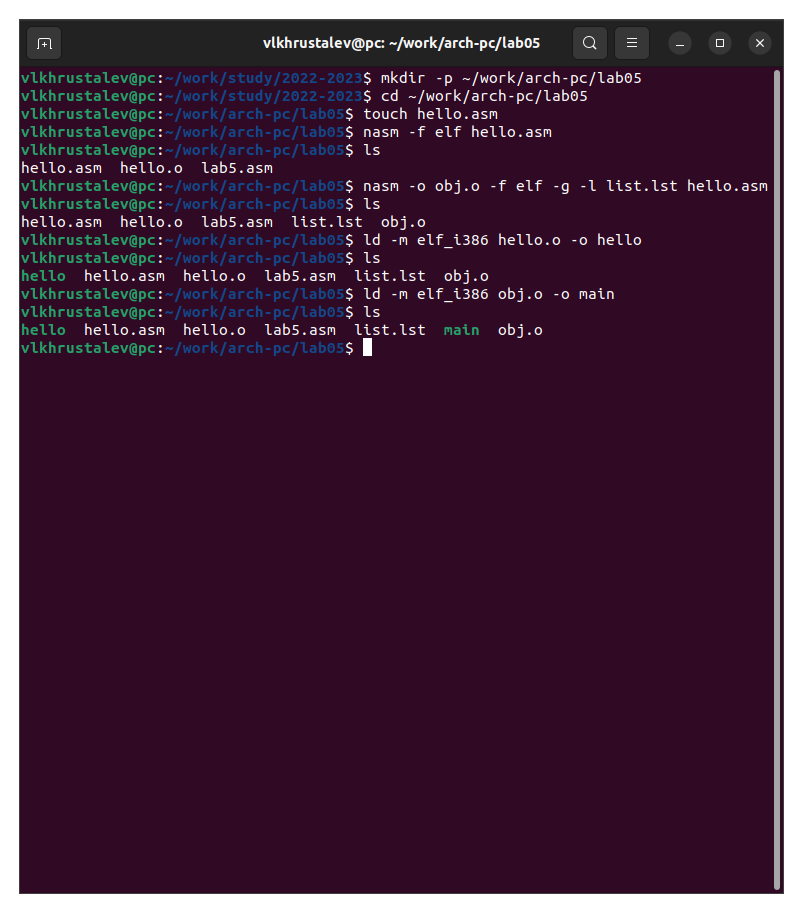 vlkhrustalev@pc: ~/work/arch-pc/lab05
vlkhrustalev@pc:~/work/study/2022-2023$ mkdir -p ~/work/arch-pc/lab05
vlkhrustalev@pc:~/work/study/2022-2023$ cd ~/work/arch-pc/lab05
vlkhrustalev@pc:~/work/arch-pc/lab05$ touch hello.asm
vlkhrustalev@pc:~/work/arch-pc/lab05$ nasm -f elf hello.asm
vlkhrustalev@pc:~/work/arch-pc/lab05$ ls
hello.asm  hello.o  lab5.asm
vlkhrustalev@pc:~/work/arch-pc/lab05$ nasm -o obj.o -f elf -g -l list.lst hello.asm
vlkhrustalev@pc:~/work/arch-pc/lab05$ ls
hello.asm  hello.o  lab5.asm  list.lst  obj.o
vlkhrustalev@pc:~/work/arch-pc/lab05$ ld -m elf_i386 hello.o -o hello
vlkhrustalev@pc:~/work/arch-pc/lab05$ ls
hello  hello.asm  hello.o  lab5.asm  list.lst  obj.o
vlkhrustalev@pc:~/work/arch-pc/lab05$ ld -m elf_i386 obj.o -o main
vlkhrustalev@pc:~/work/arch-pc/lab05$ ls
hello  hello.asm  hello.o  lab5.asm  list.lst  main  obj.o
vlkhrustalev@pc:~/work/arch-pc/lab05$